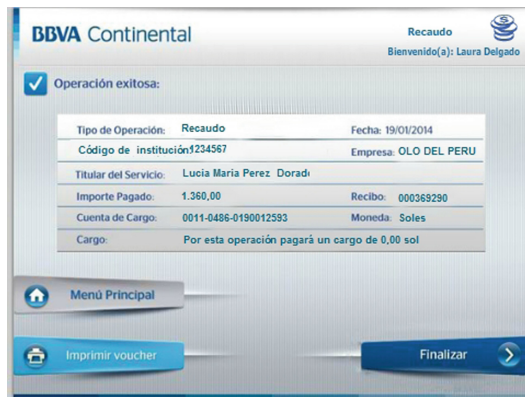 BBVA Continental
Recaudo
Bienvenido(a): Laura Delgado
Operación exitosa:
Tipo de Operación: Recaudo Fecha: 19/01/2014
Código de institución:1234567 Empresa: OLO DEL PERU
Titular del Servicio: Lucia Maria Perez Dorado
Importe Pagado: 1.360,00 Recibo: 000369290
Cuenta de Cargo: 0011-0486-0190012593 Moneda: Soles
Cargo: Por esta operación pagará un cargo de 0,00 sol
Menú Principal
Imprimir voucher
Finalizar